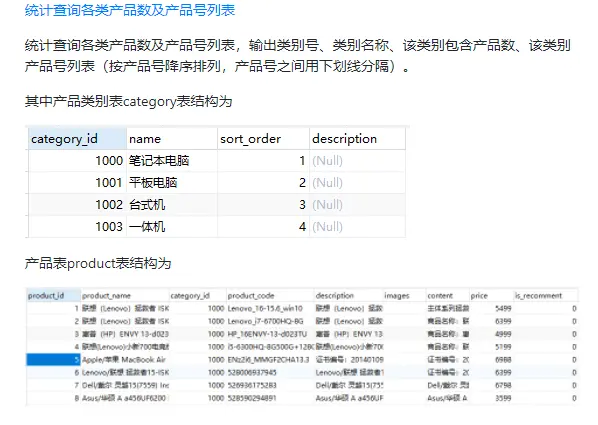 统计查询各类产品数及产品号列表
统计查询各类产品数及产品号列表，输出类别号、类别名称、该类别包含产品数、该类别
产品号列表（按产品号降序排列，产品号之间用下划线分隔）。
其中产品类别表category表结构为
category_id name sort_order description
1000 笔记本电脑 1 (Null)
1001 平板电脑 2 (Null)
1002 台式机 3 (Null)
1003 一体机 4 (Null)
产品表product表结构为
product_id product_name category_id product_code description images content price is_recomment
1 联想（Lenovo）拯救者 ISK 1000 Lenovo_16-15.6_win10 联想（Lenovo）拯救 主体系列拯救 5499 0
2 联想（Lenovo）拯救者 ISK 1000 Lenovo_i7-6700HQ-8G 联想（Lenovo）拯救 商品名称：联 6399 0
3 惠普（HP）ENVY 13-d023 1000 HP_16ENVY-13-d023TU 惠普（HP）ENVY 13 商品名称：惠 4999 0
4 联想(Lenovo)小新700电竞 1000 i5-6300HQ-8G500G+128G 联想(Lenovo)小新700 商品名称：联 5199 0
5 Apple/苹果 MacBook Air 1000 ENz2i6_MMGF2CHA13.3 证书编号：20140109 证书编号：20 6988 0
6 Lenovo/联想 拯救者15-ISK 1000 528006937945 Lenovo/联想 拯救者 证书编号：20 6399 0
7 Dell/戴尔 灵越15(7559) Ins 1000 526936175283 Dell/戴尔 灵越15(755 证书编号：20 6798 0
8 Asus/华硕 A a456UF6200 1000 528590294891 Asus/华硕 A a456UF 证书编号：20 3599 0